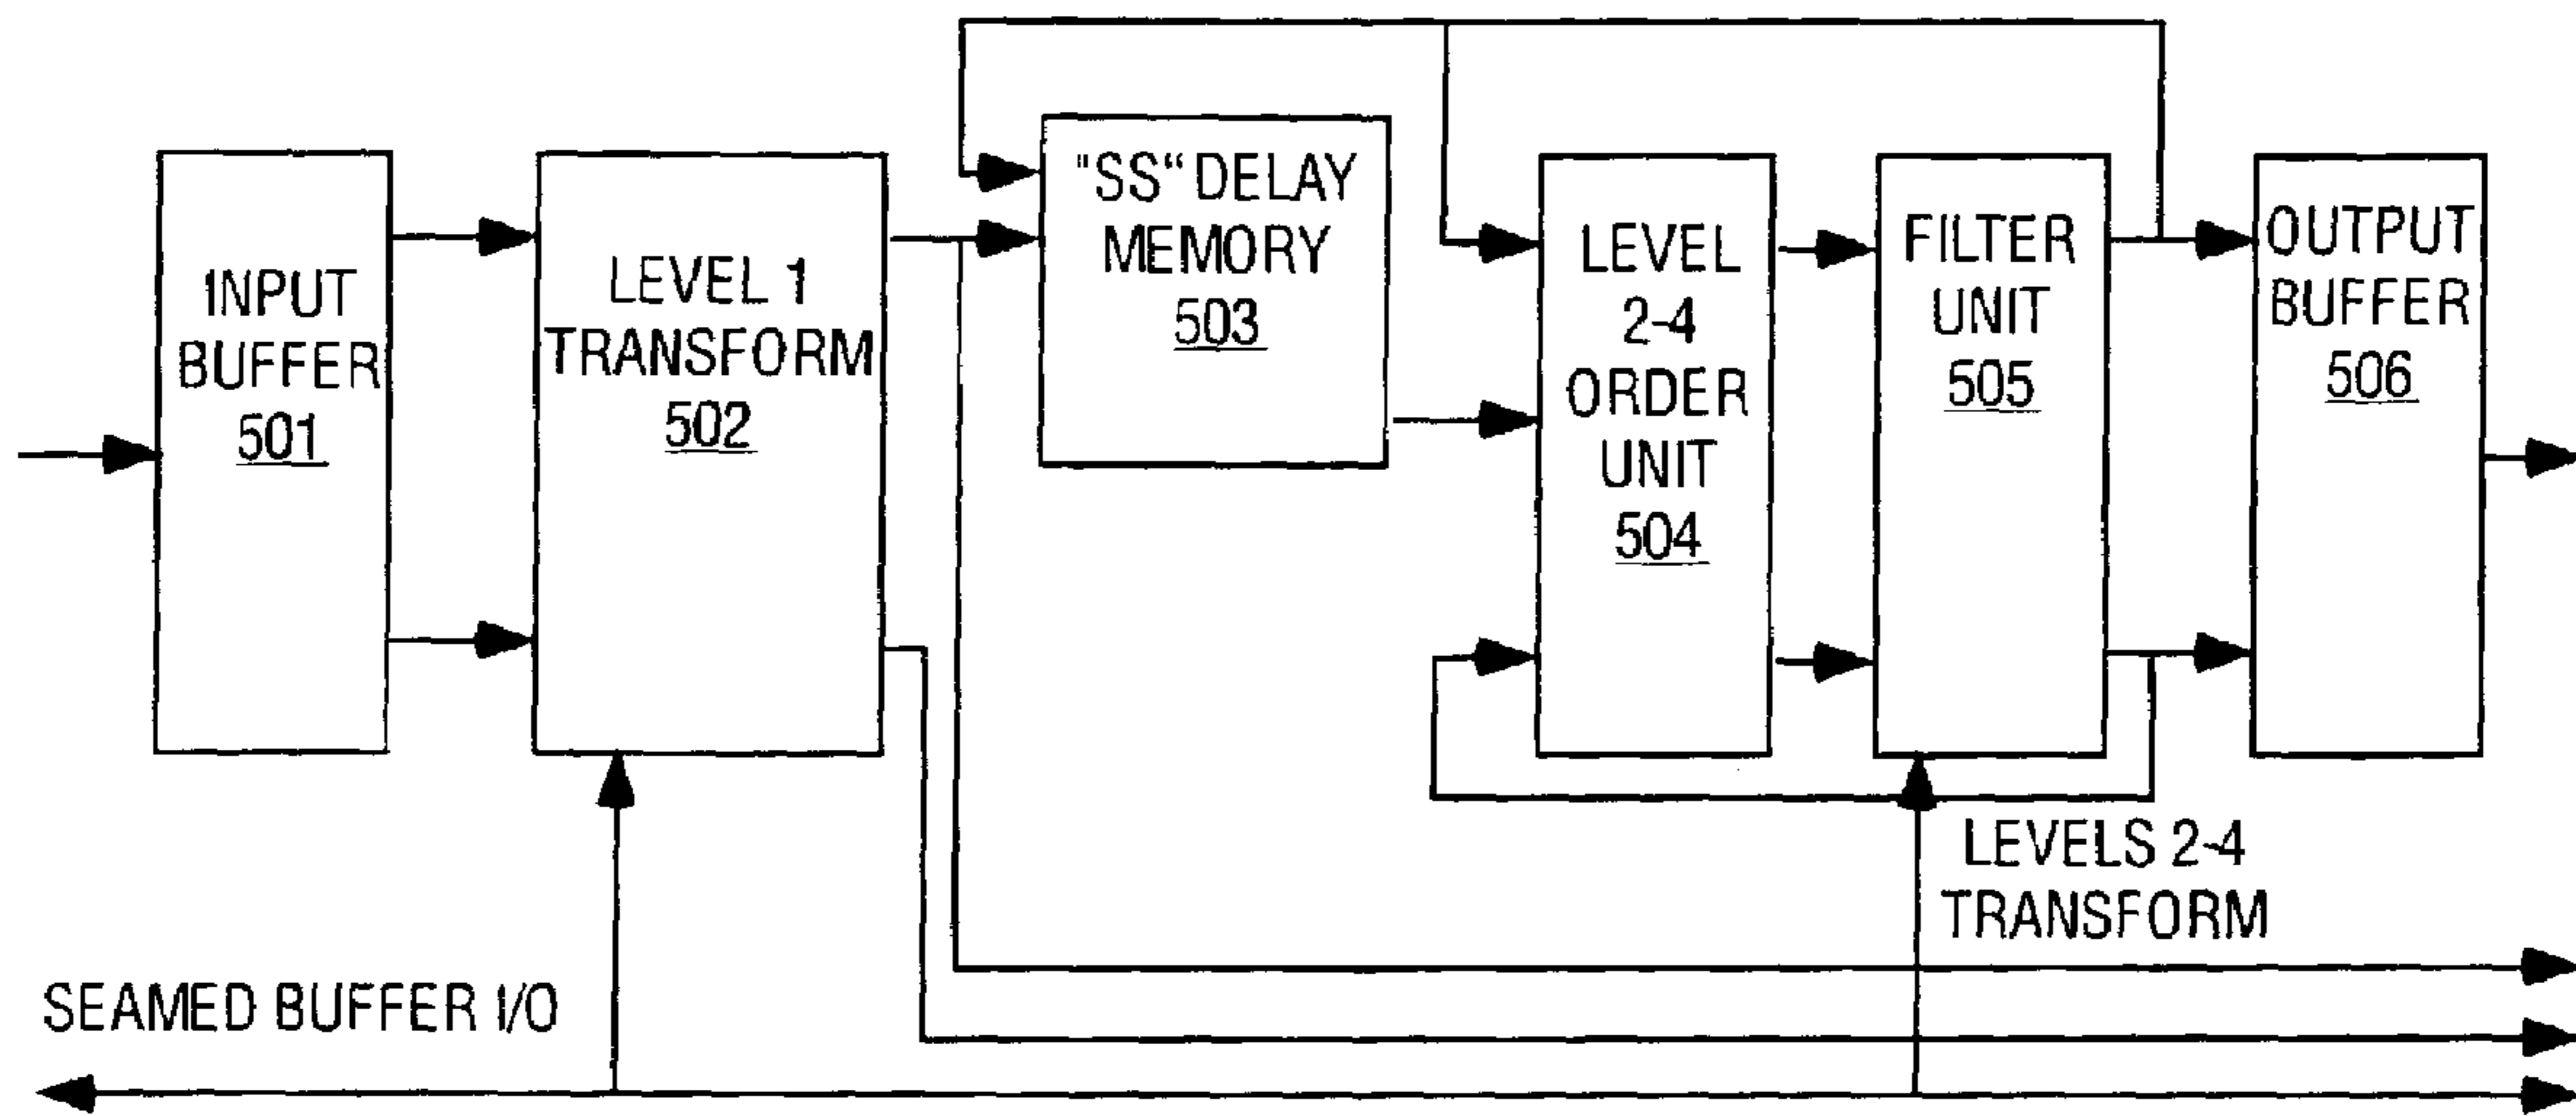 INPUT
BUFFER
501
LEVEL 1
TRANSFORM
502
"SS" DELAY
MEMORY
503
LEVEL
2-4
ORDER
UNIT
504
FILTER
UNIT
505
OUTPUT
BUFFER
506
LEVELS 2-4
TRANSFORM
SEAMED BUFFER I/O